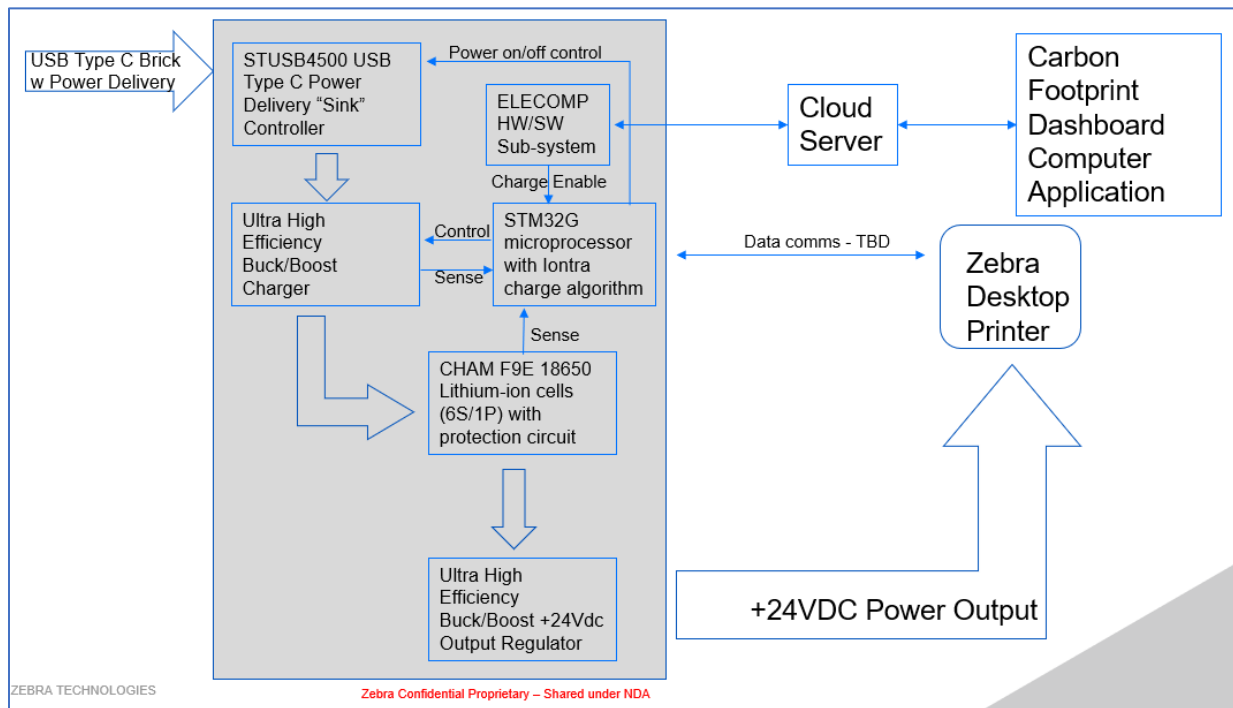 USB Type C Brick
w Power Delivery
STUSB4500 USB
Type C Power
Delivery “Sink”
Controller
Power on/off control
ELECOMP
HW/SW
Sub-system
Cloud
Server
Carbon
Footprint
Dashboard
Computer
Application
Charge Enable
Ultra High
Efficiency
Buck/Boost
Charger
Control
Sense
STM32G
microprocessor
with Iontra
charge algorithm
Data comms - TBD
Zebra
Desktop
Printer
Sense
CHAM F9E 18650
Lithium-ion cells
(6S/1P) with
protection circuit
Ultra High
Efficiency
Buck/Boost +24Vdc
Output Regulator
+24VDC Power Output
ZEBRA TECHNOLOGIES
Zebra Confidential Proprietary – Shared under NDA